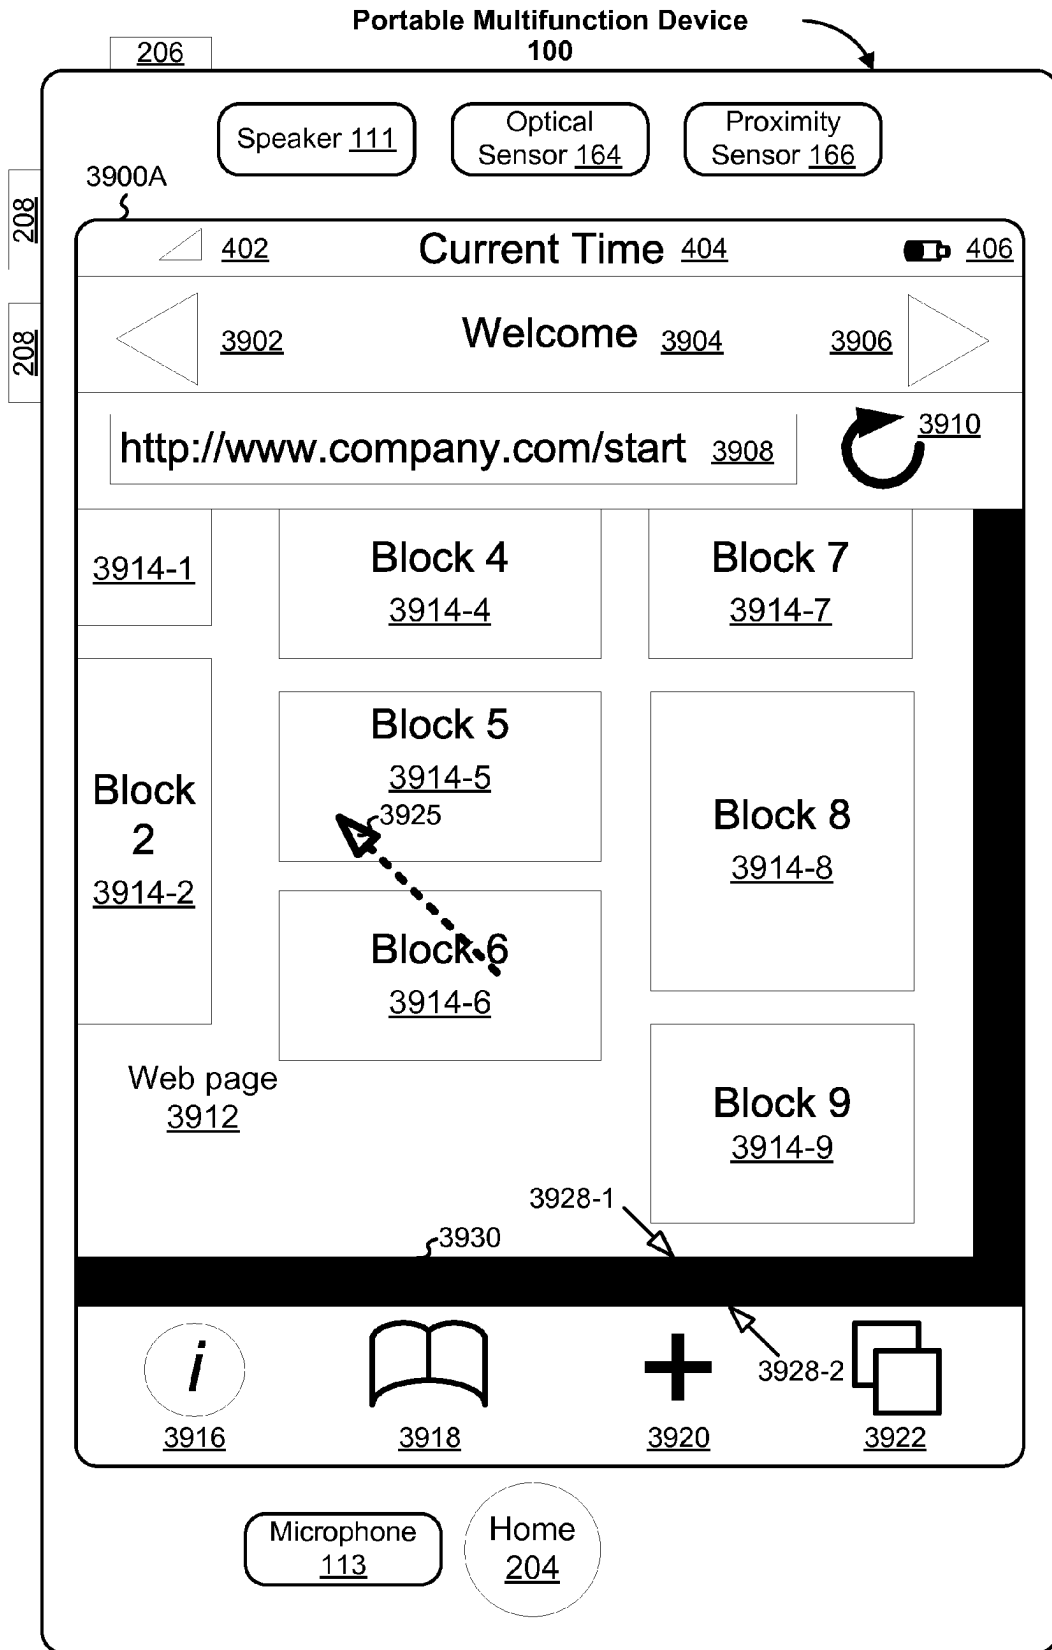 Portable Multifunction Device
100
206
Speaker 111
Optical
Sensor 164
Proximity
Sensor 166
3900A
208
208
402
Current Time 404
406
3902
Welcome 3904
3906
http://www.company.com/start 3908
3910
3914-1
Block 4
3914-4
Block 7
3914-7
Block
2
3914-2
Block 5
3914-5
3925
Block 8
3914-8
Block 6
3914-6
Web page
3912
Block 9
3914-9
3928-1
3930
i
3928-2
3916
3918
3920
3922
Microphone
113
Home
204